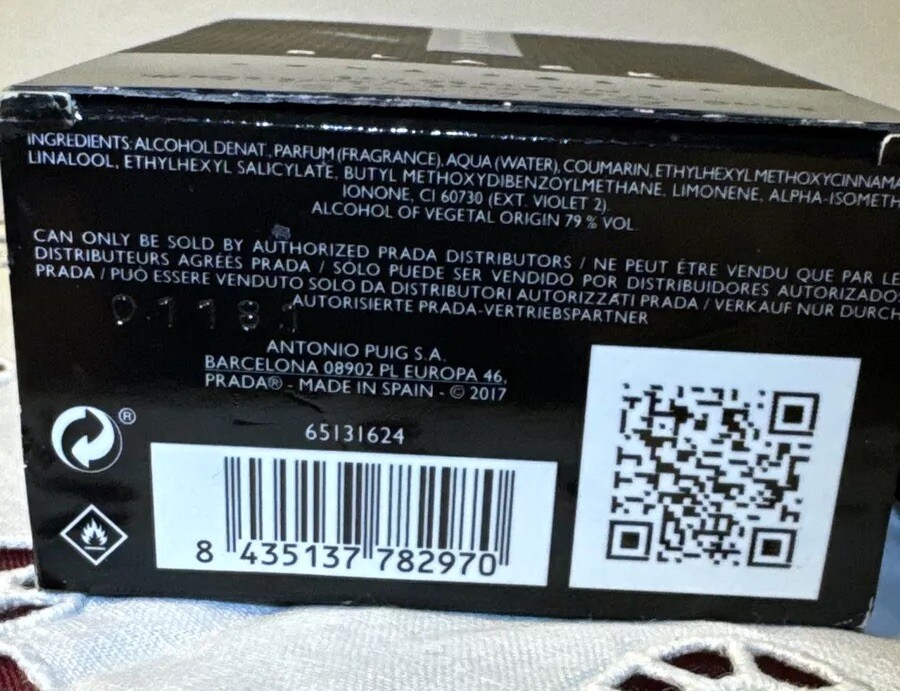 INGREDIENTS: ALCOHOL DENAT., PARFUM (FRAGRANCE), AQUA (WATER), COUMARIN, ETHYLHEXYL METHOXYCINNAMA
LINALOOL, ETHYLHEXYL SALICYLATE, BUTYL METHOXYDIBENZOYLMETHANE, LIMONENE, ALPHA-ISOMETH
IONONE, CI 60730 (EXT. VIOLET 2).
ALCOHOL OF VEGETAL ORIGIN 79 % VOL.
CAN ONLY BE SOLD BY AUTHORIZED PRADA DISTRIBUTORS / NE PEUT ÊTRE VENDU QUE PAR LE
DISTRIBUTEURS AGRÉÉS PRADA / SÓLO PUEDE SER VENDIDO POR DISTRIBUIDORES AUTORIZADO
PRADA / PUÒ ESSERE VENDUTO SOLO DA DISTRIBUTORI AUTORIZZATI PRADA / VERKAUF NUR DURCH
AUTORISIERTE PRADA-VERTRIEBSPARTNER
0 1181
ANTONIO PUIG S.A.
BARCELONA 08902 PL EUROPA 46,
PRADA® - MADE IN SPAIN - © 2017
65131624
®
8 435137 782970